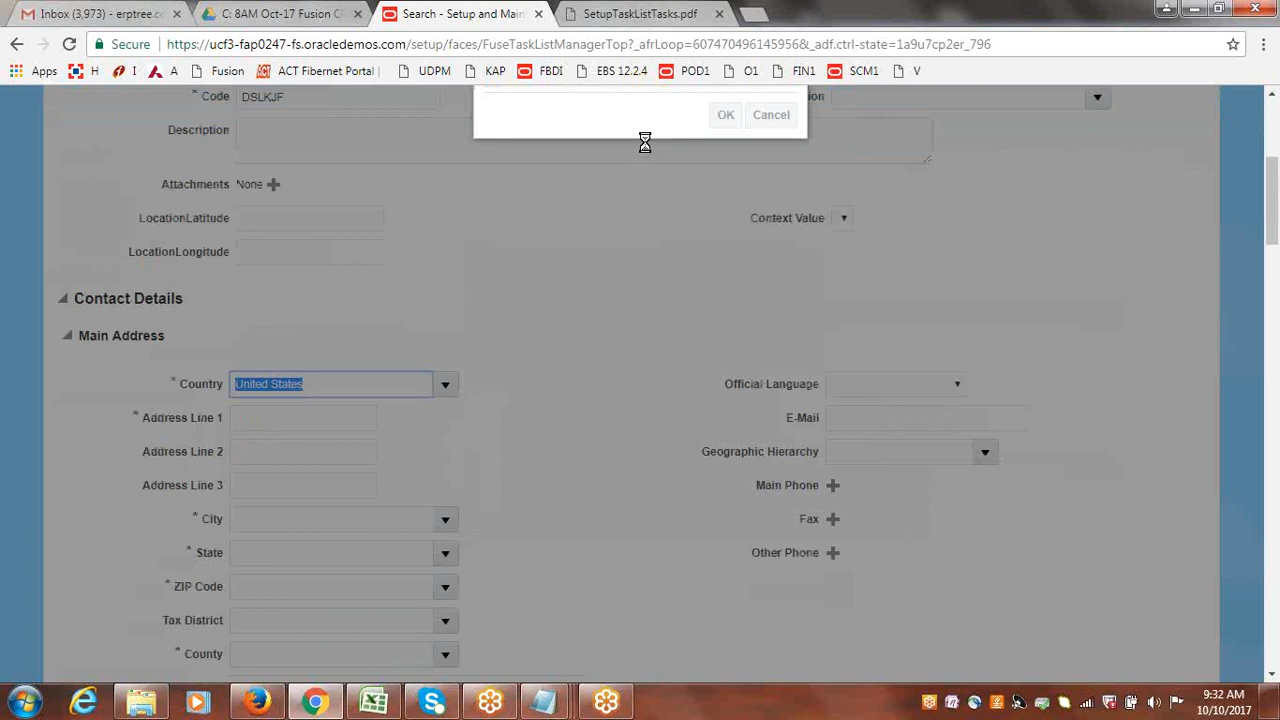 Inbox (3,973) - erptree.co
C: 8AM Oct-17 Fusion C
Search - Setup and Main
SetupTaskListTasks.pdf
Secure
https://ucf3-fap0247-fs.oracledemos.com/setup/faces/FuseTaskListManagerTop?_afrLoop=6074704961459 56&_adf.ctrl-state=1a9u7cp2er_796
Apps
H
I
A
Fusion
ACT Fibernet Portal
UDPM
KAP
FBDI
EBS 12.2.4
POD1
O1
FIN1
SCM1
V
* Code DSLKJF
Description
OK Cancel
Attachments None
LocationLatitude
Context Value
LocationLongitude
Contact Details
Main Address
* Country United States
Official Language
* Address Line 1
E-Mail
Address Line 2
Geographic Hierarchy
Address Line 3
Main Phone
* City
Fax
* State
Other Phone
* ZIP Code
Tax District
* County
9:32 AM
10/10/2017